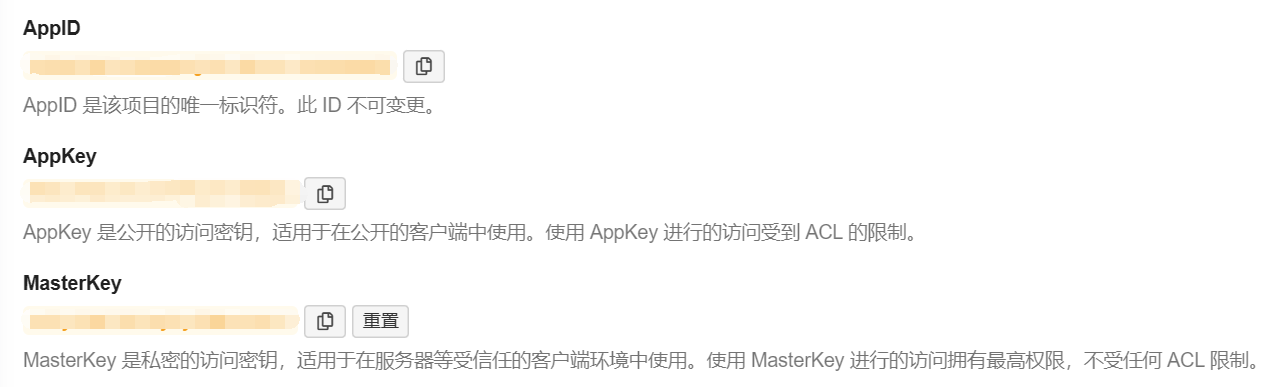 AppID
AppID 是该项目的唯一标识符。此 ID 不可变更。
AppKey
AppKey 是公开的访问密钥，适用于在公开的客户端中使用。使用 AppKey 进行的访问受到 ACL 的限制。
MasterKey
重置
MasterKey 是私密的访问密钥，适用于在服务器等受信任的客户端环境中使用。使用 MasterKey 进行的访问拥有最高权限，不受任何 ACL 限制。